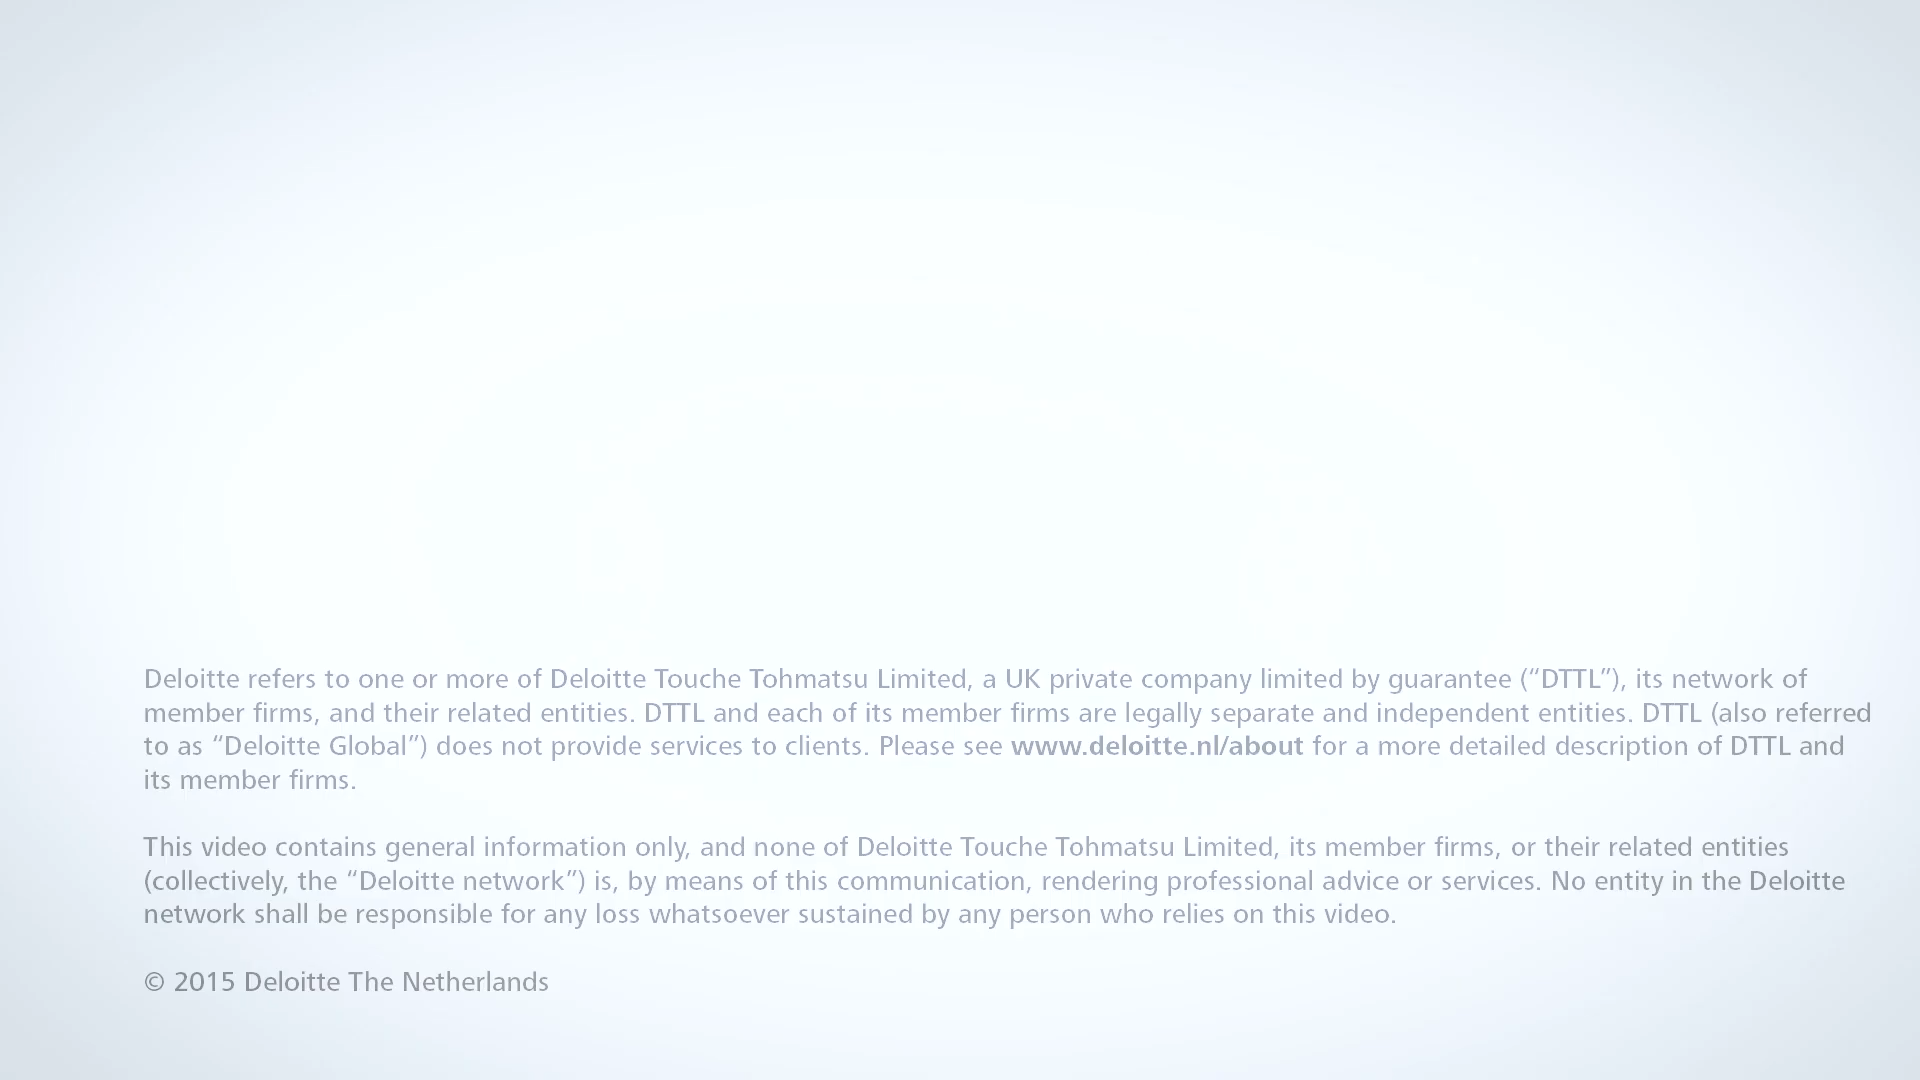 Deloitte refers to one or more of Deloitte Touche Tohmatsu Limited, a UK private company limited by guarantee (“DTTL”), its network of
member firms, and their related entities. DTTL and each of its member firms are legally separate and independent entities. DTTL (also referred
to as “Deloitte Global”) does not provide services to clients. Please see www.deloitte.nl/about for a more detailed description of DTTL and
its member firms.
This video contains general information only, and none of Deloitte Touche Tohmatsu Limited, its member firms, or their related entities
(collectively, the “Deloitte network”) is, by means of this communication, rendering professional advice or services. No entity in the Deloitte
network shall be responsible for any loss whatsoever sustained by any person who relies on this video.
© 2015 Deloitte The Netherlands